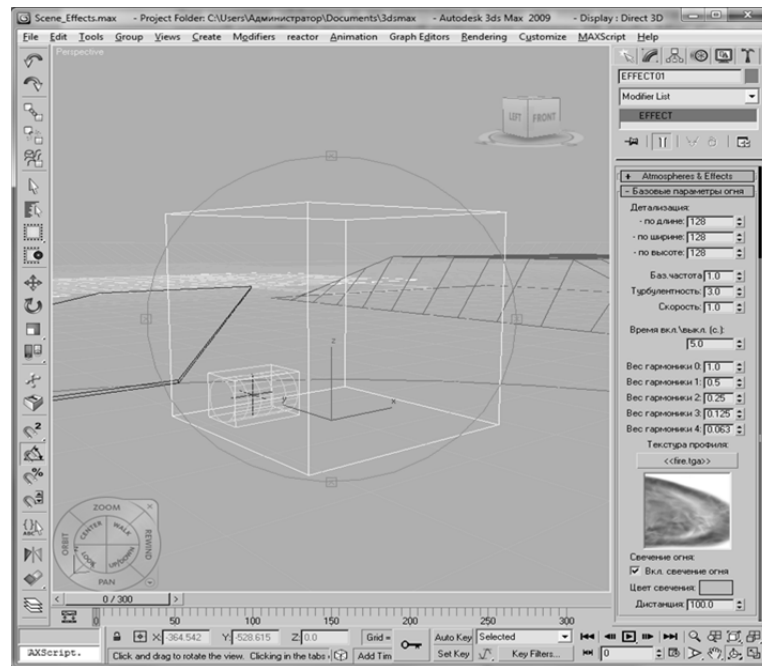 Scene_Effects.max - Project Folder: C:\Users\Администратор\Documents\3dsmax - Autodesk 3ds Max 2009 - Display : Direct 3D
File Edit Tools Group Views Create Modifiers reactor Animation Graph Editors Rendering Customize MAXScript Help
Perspective
LEFT FRONT
EFFECT01
Modifier List
EFFECT
+ Atmospheres & Effects
- Базовые параметры огня
Детализация:
- по длине: 128
- по ширине: 128
- по высоте: 128
Баз.частота 1.0
Турбулентность: 3.0
Скорость: 1.0
Время вкл.\выкл. (с.):
5.0
Вес гармоники 0: 1.0
Вес гармоники 1: 0.5
Вес гармоники 2: 0.25
Вес гармоники 3: 0.125
Вес гармоники 4: 0.063
Текстура профиля:
<<fire.tga>>
Свечение огня:
Вкл. свечение огня
Цвет свечения:
Дистанция: 100.0
z
y
x
ZOOM
ORBIT
CENTER
WALK
REWIND
LOOK
UP/DOWN
PAN
< 0 / 300 >
0 50 100 150 200 250 300
X: -364.542 Y: -528.615 Z: 0.0 Grid = Auto Key Selected
AXScript. Click and drag to rotate the view. Clicking in the tabs Add Tim Set Key Key Filters... 0